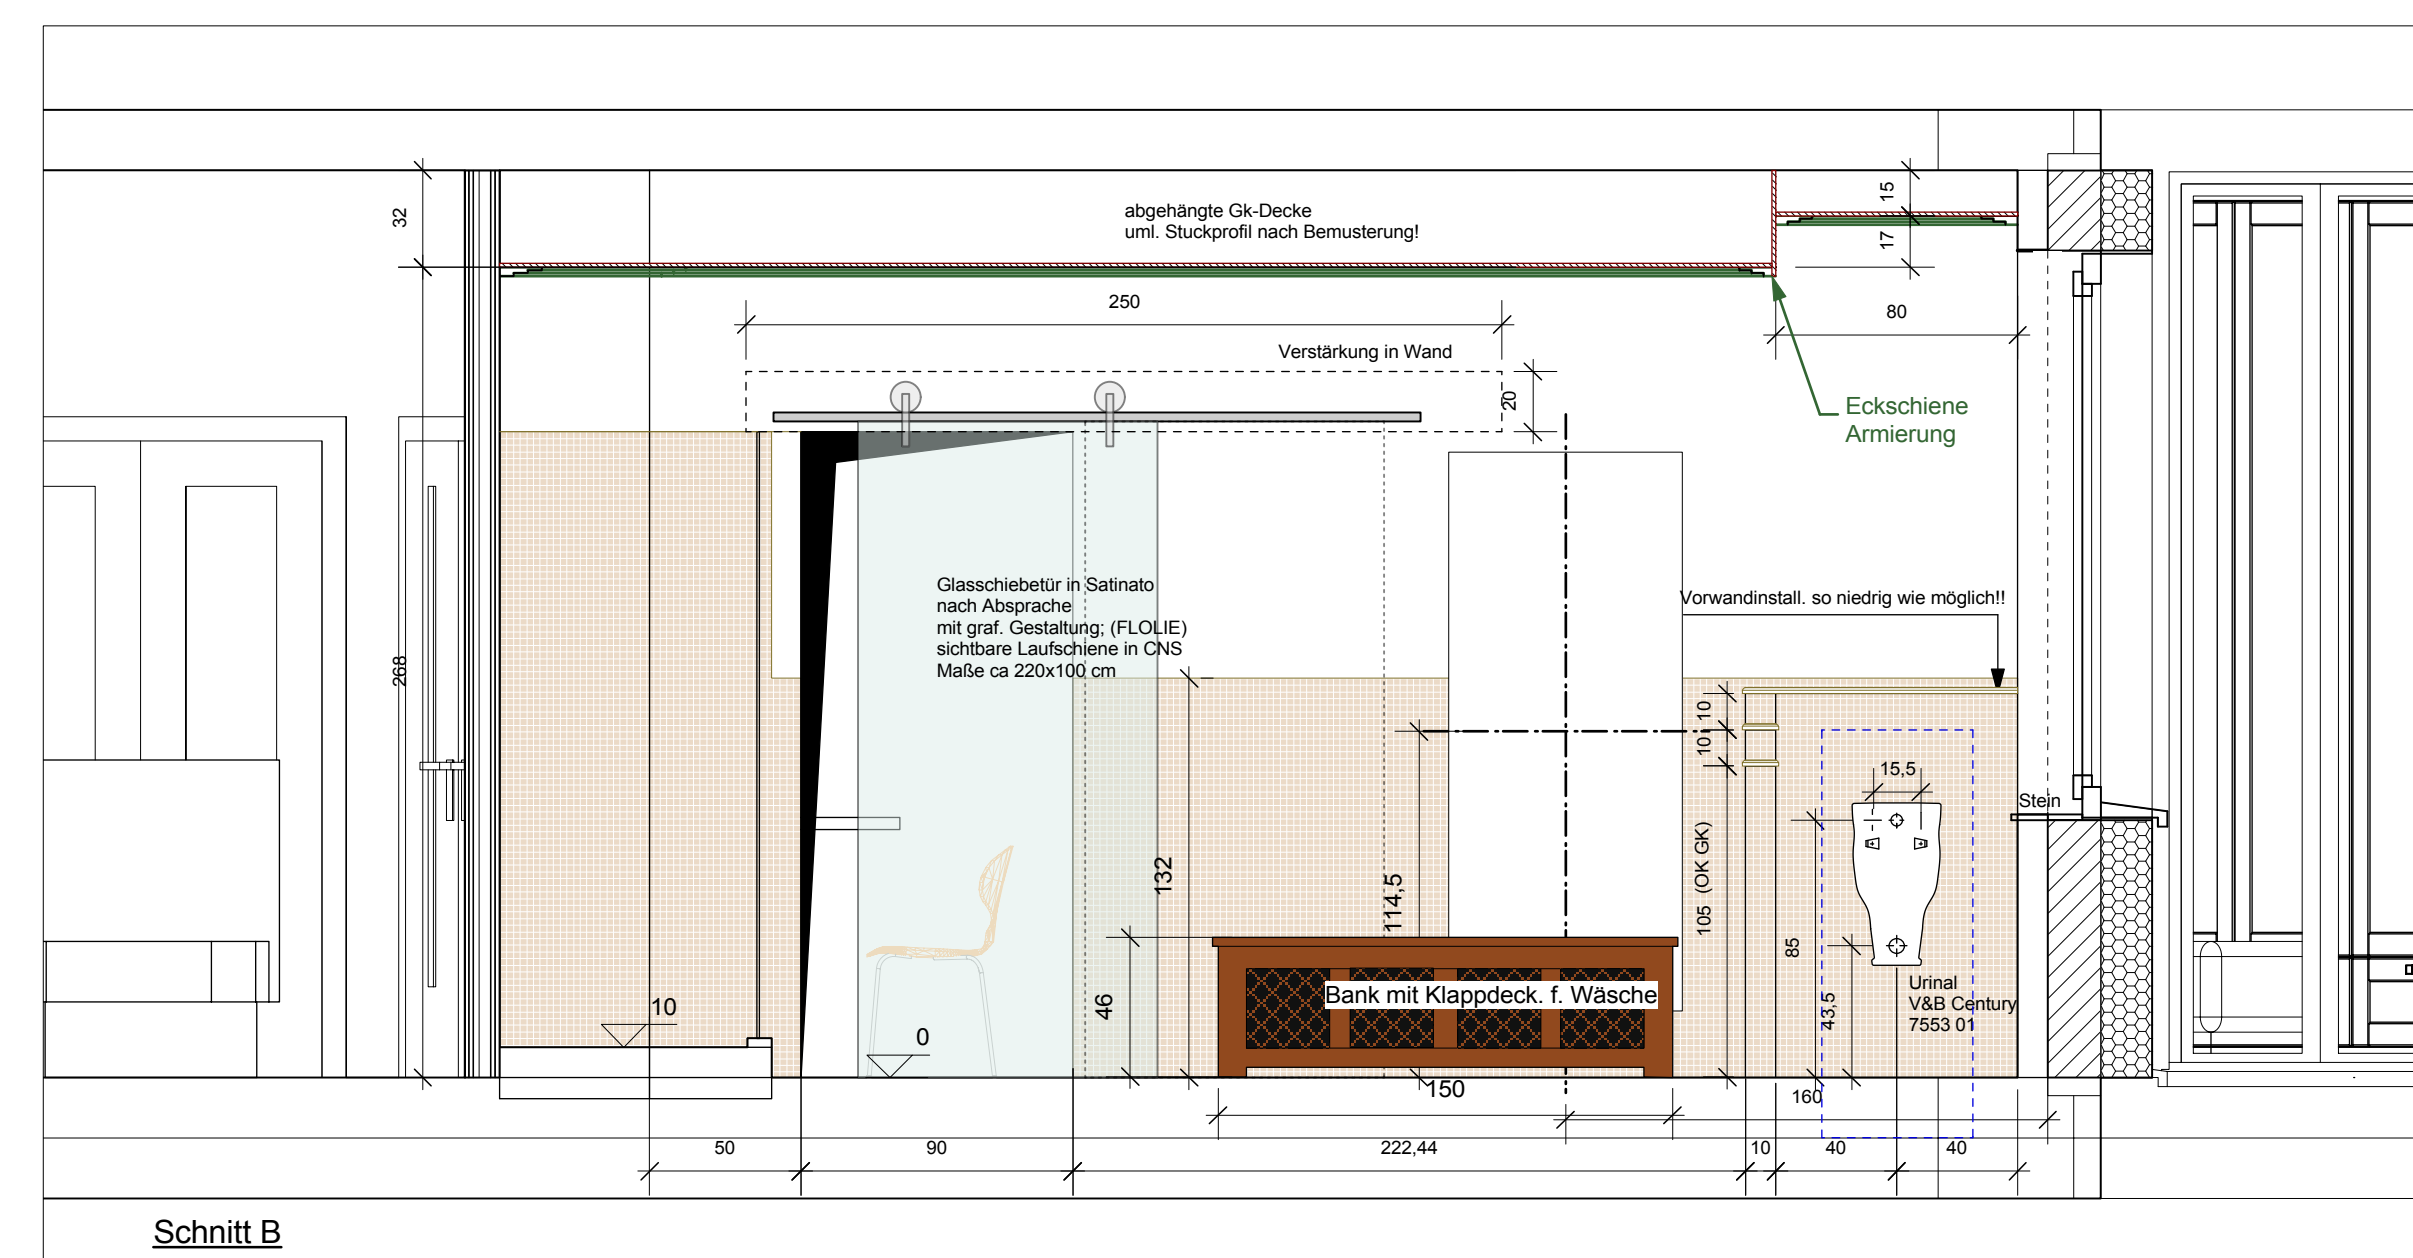 15
32
abgehängte Gk-Decke
uml. Stuckprofil nach Bemusterung!
17
250
80
Verstärkung in Wand
20
Eckschiene
Armierung
Glasschiebetür in Satinato
nach Absprache
mit graf. Gestaltung; (FLOLIE)
sichtbare Laufschiene in CNS
Maße ca 220x100 cm
Vorwandinstall. so niedrig wie möglich!!
268
10
10
15,5
Stein
132
114,5
105 (OK GK)
85
46
Bank mit Klappdeck. f. Wäsche
Urinal
V&B Century
7553 01
43,5
10
0
150
160
50
90
222,44
10
40
40
Schnitt B